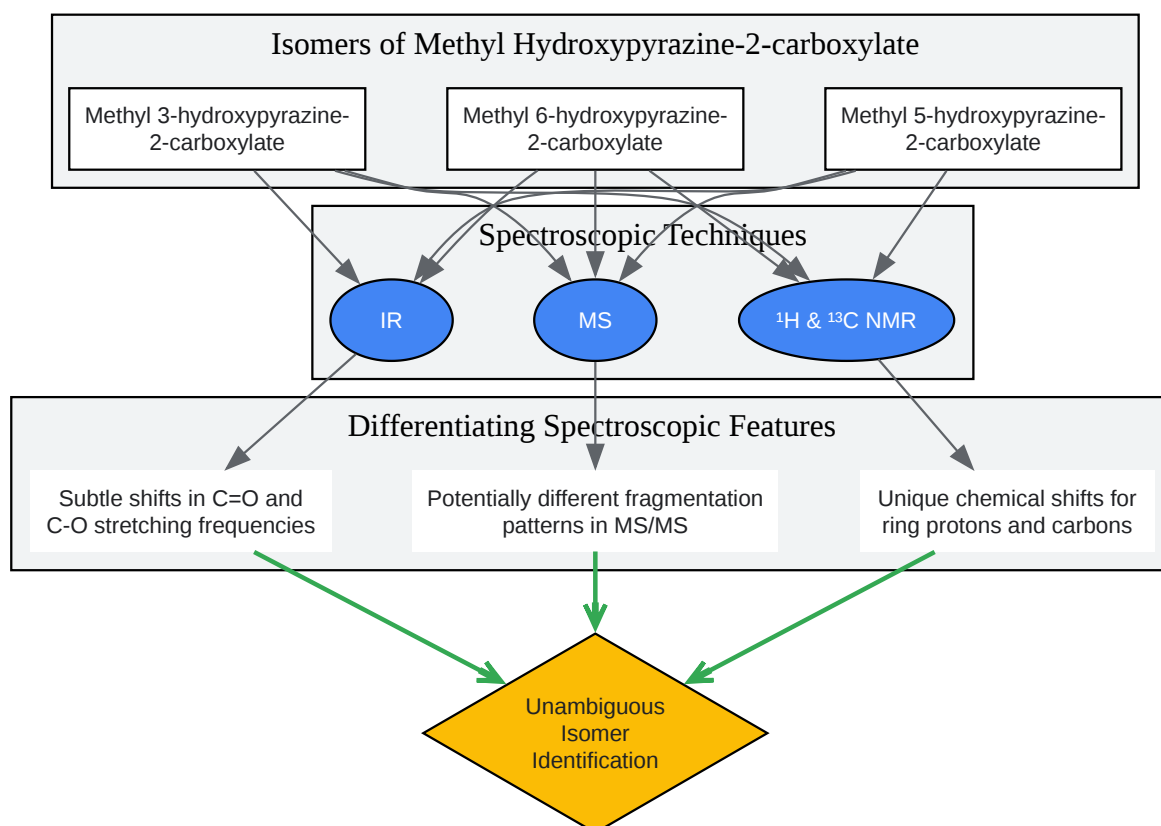 Isomers of Methyl Hydroxypyrazine-2-carboxylate
Methyl 3-hydroxypyrazine-
2-carboxylate
Methyl 6-hydroxypyrazine-
2-carboxylate
Methyl 5-hydroxypyrazine-
2-carboxylate
Spectroscopic Techniques
IR
MS
¹H & ¹³C NMR
Differentiating Spectroscopic Features
Subtle shifts in C=O and
C-O stretching frequencies
Potentially different fragmentation
patterns in MS/MS
Unique chemical shifts for
ring protons and carbons
Unambiguous
Isomer
Identification